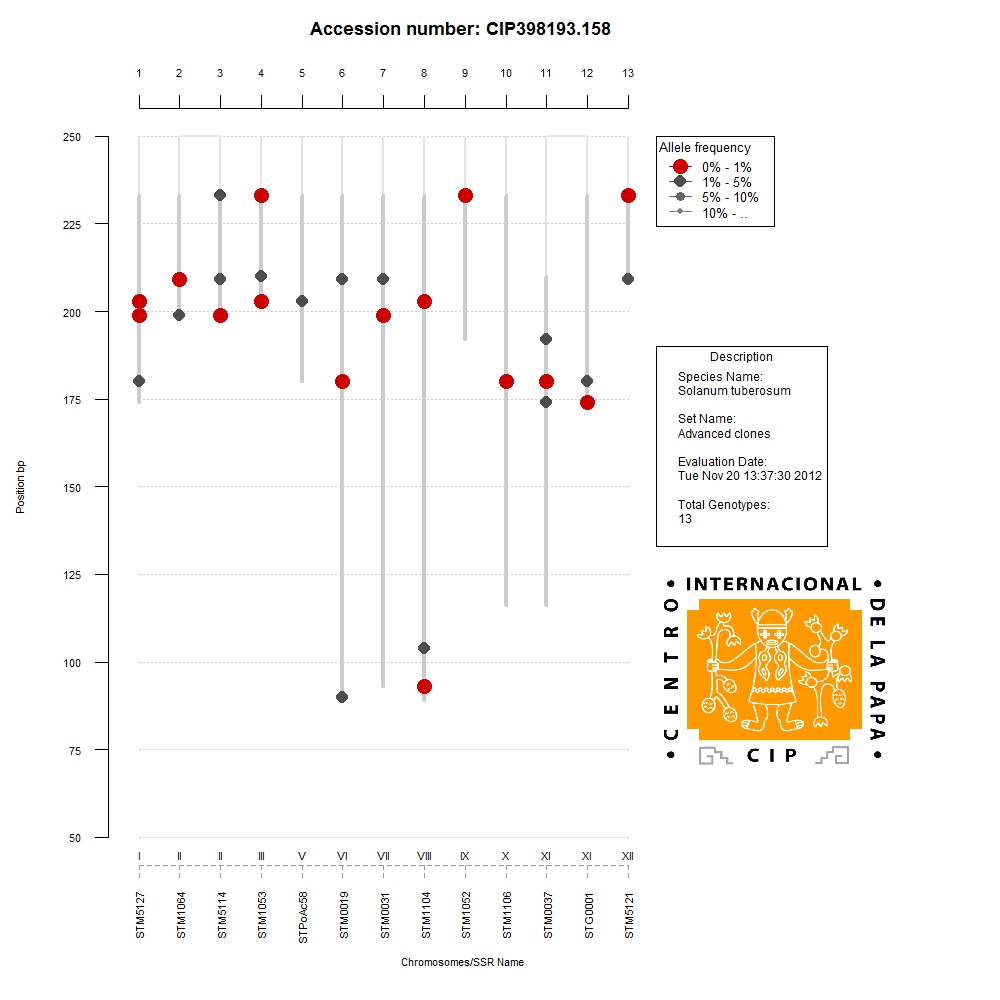 Accession number: CIP398193.158
1 2 3 4 5 6 7 8 9 10 11 12 13
250
225
200
175
150
125
100
75
50
Position bp
Allele frequency
0% - 1%
1% - 5%
5% - 10%
10% - ..
Description
Species Name:
Solanum tuberosum
Set Name:
Advanced clones
Evaluation Date:
Tue Nov 20 13:37:30 2012
Total Genotypes:
13
INTERNACIONAL
CENTRO
DE LA PAPA
CIP
I II II III V VI VII VIII IX X XI XI XII
STM5127
STM1064
STM5114
STM1053
STPoAc58
STM0019
STM0031
STM1104
STM1052
STM1106
STM0037
STG0001
STM5121
Chromosomes/SSR Name